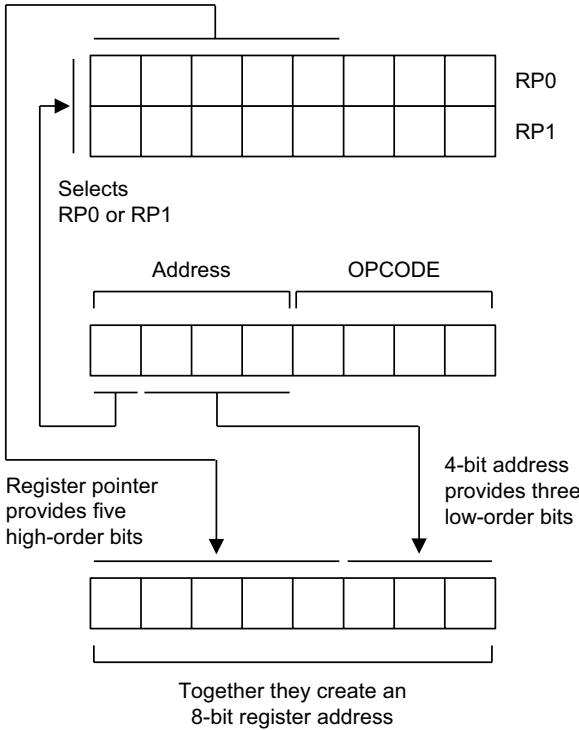 RP0
RP1
Selects
RP0 or RP1
Address
OPCODE
Register pointer
provides five
high-order bits
4-bit address
provides three
low-order bits
Together they create an
8-bit register address